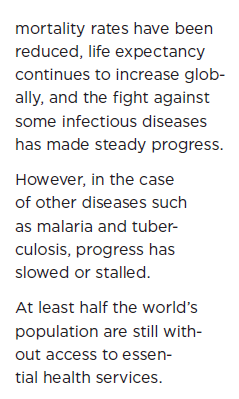 mortality rates have been
reduced, life expectancy
continues to increase glob-
ally, and the fight against
some infectious diseases
has made steady progress.
However, in the case
of other diseases such
as malaria and tuber-
culosis, progress has
slowed or stalled.
At least half the world's
population are still with-
out access to essen-
tial health services.